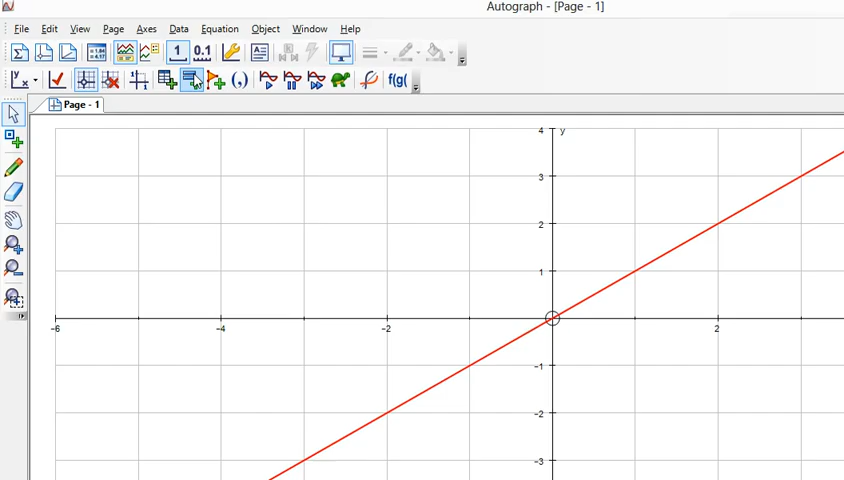 Autograph - [Page - 1]
File Edit View Page Axes Data Equation Object Window Help
1 0.1
y x (,) f(g(
Page - 1
4 y
3
2
1
-6 -4 -2 2
-1
-2
-3